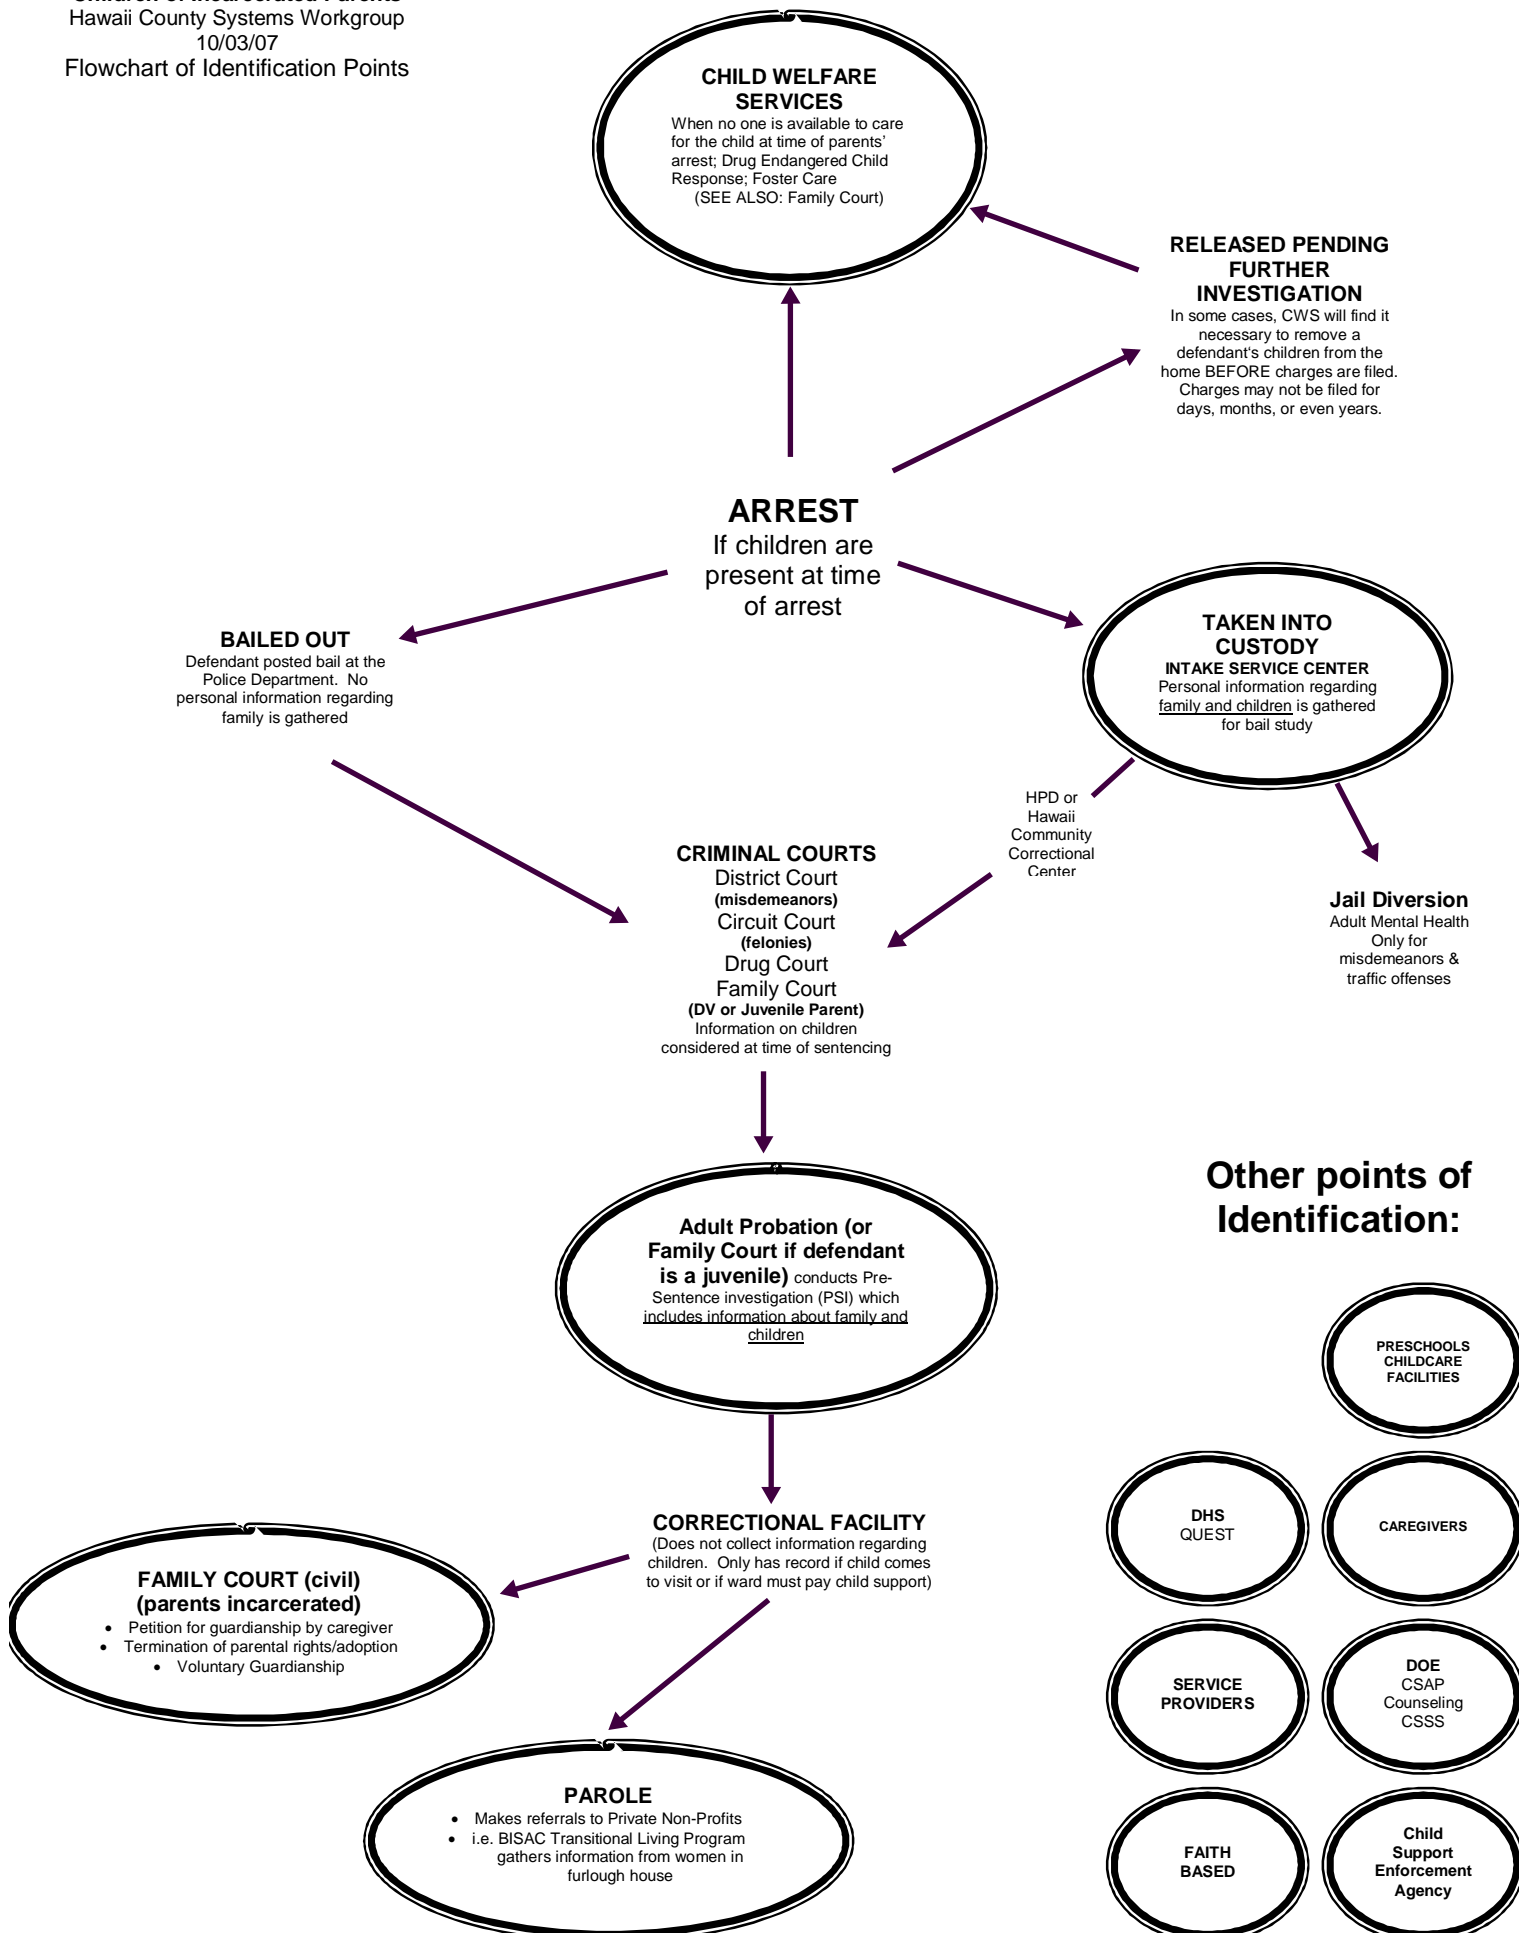 Children of Incarcerated Parents
Hawaii County Systems Workgroup
10/03/07
Flowchart of Identification Points
CHILD WELFARE
SERVICES
When no one is available to care
for the child at time of parents'
arrest; Drug Endangered Child
Response; Foster Care
(SEE ALSO: Family Court)
RELEASED PENDING
FURTHER
INVESTIGATION
In some cases, CWS will find it
necessary to remove a
defendant's children from the
home BEFORE charges are filed.
Charges may not be filed for
days, months, or even years.
ARREST
If children are
present at time
of arrest
BAILED OUT
Defendant posted bail at the
Police Department.  No
personal information regarding
family is gathered
TAKEN INTO
CUSTODY
INTAKE SERVICE CENTER
Personal information regarding
family and children is gathered
for bail study
HPD or
Hawaii
Community
Correctional
Center
CRIMINAL COURTS
District Court
(misdemeanors)
Circuit Court
(felonies)
Drug Court
Family Court
(DV or Juvenile Parent)
Information on children
considered at time of sentencing
Jail Diversion
Adult Mental Health
Only for
misdemeanors &
traffic offenses
Adult Probation (or
Family Court if defendant
is a juvenile) conducts Pre-
Sentence investigation (PSI) which
includes information about family and
children
Other points of
Identification:
PRESCHOOLS
CHILDCARE
FACILITIES
DHS
QUEST
CAREGIVERS
CORRECTIONAL FACILITY
(Does not collect information regarding
children.  Only has record if child comes
to visit or if ward must pay child support)
FAMILY COURT (civil)
(parents incarcerated)
• Petition for guardianship by caregiver
• Termination of parental rights/adoption
• Voluntary Guardianship
SERVICE
PROVIDERS
DOE
CSAP
Counseling
CSSS
PAROLE
• Makes referrals to Private Non-Profits
• i.e. BISAC Transitional Living Program
gathers information from women in
furlough house
FAITH
BASED
Child
Support
Enforcement
Agency